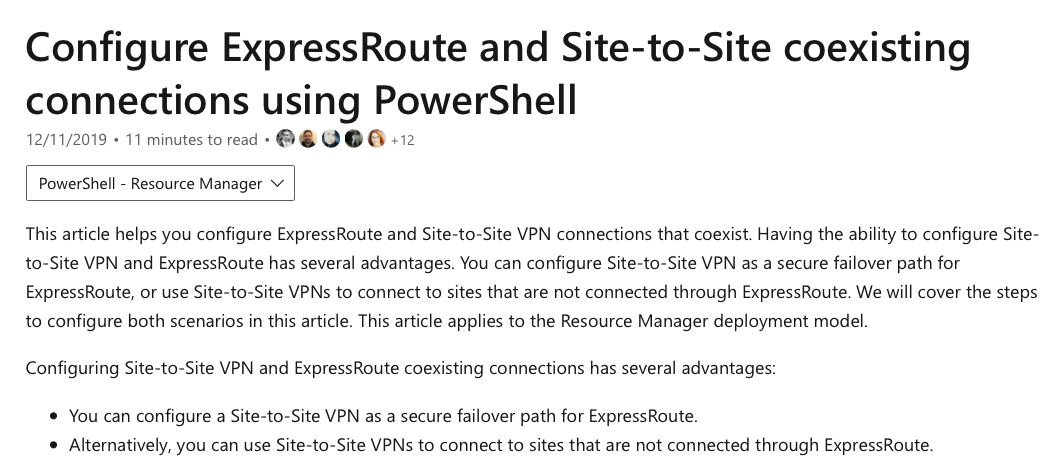 Configure ExpressRoute and Site-to-Site coexisting
connections using PowerShell
12/11/2019 • 11 minutes to read • +12
PowerShell - Resource Manager
This article helps you configure ExpressRoute and Site-to-Site VPN connections that coexist. Having the ability to configure Site-
to-Site VPN and ExpressRoute has several advantages. You can configure Site-to-Site VPN as a secure failover path for
ExpressRoute, or use Site-to-Site VPNs to connect to sites that are not connected through ExpressRoute. We will cover the steps
to configure both scenarios in this article. This article applies to the Resource Manager deployment model.
Configuring Site-to-Site VPN and ExpressRoute coexisting connections has several advantages:
• You can configure a Site-to-Site VPN as a secure failover path for ExpressRoute.
• Alternatively, you can use Site-to-Site VPNs to connect to sites that are not connected through ExpressRoute.